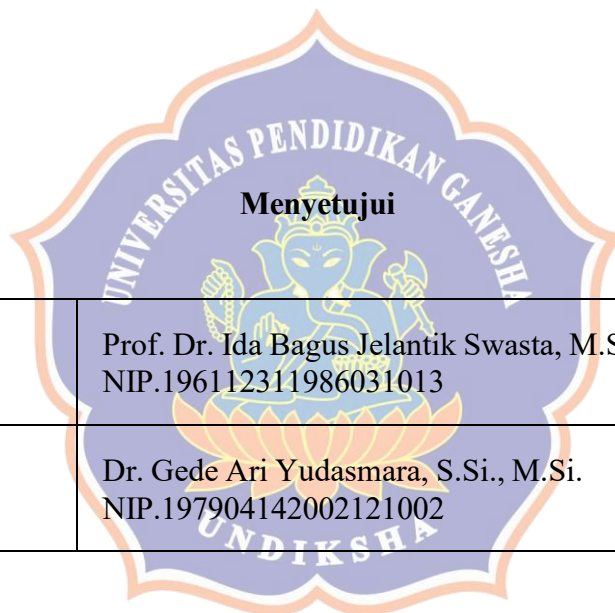 UNIVERSITAS PENDIDIKAN GANESHA
Menyetujui
Prof. Dr. Ida Bagus Jelantik Swasta, M.S
NIP.196112311986031013
Dr. Gede Ari Yudasmara, S.Si., M.Si.
NIP.197904142002121002
UNDIKSHA